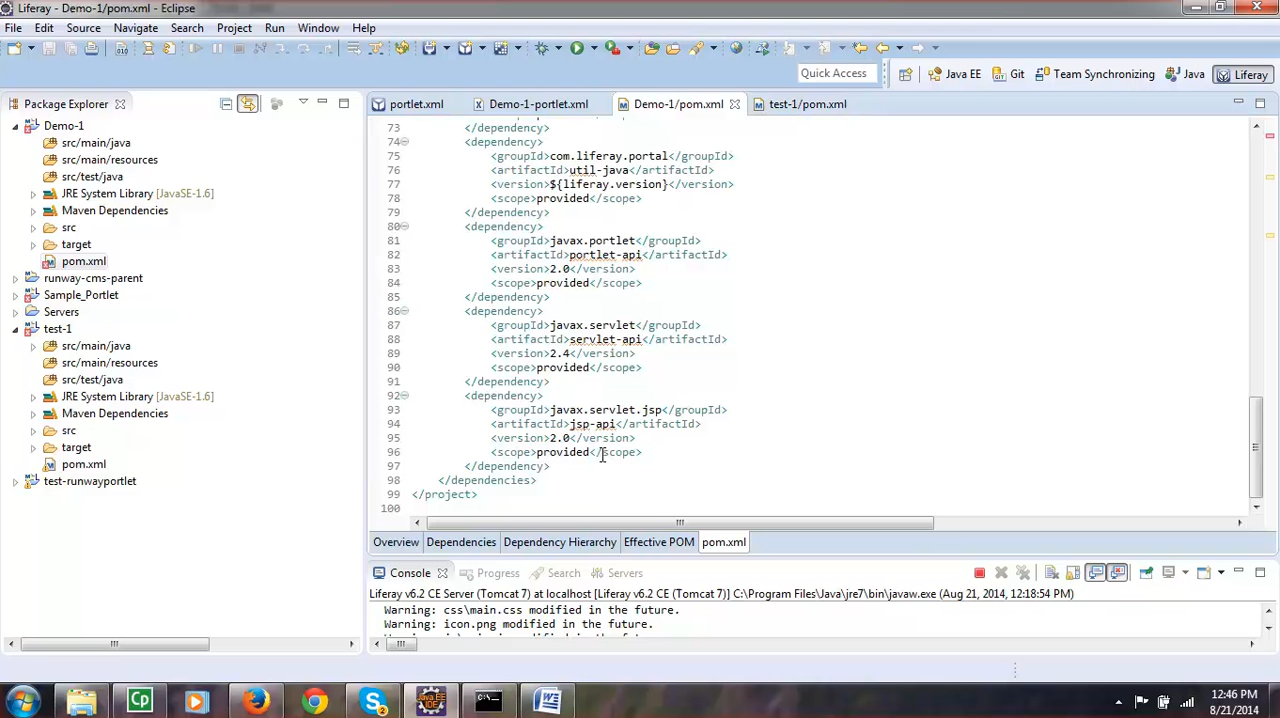 Liferay - Demo-1/pom.xml - Eclipse
File Edit Source Navigate Search Project Run Window Help
Quick Access
Java EE Git Team Synchronizing Java Liferay
Package Explorer
portlet.xml Demo-1-portlet.xml Demo-1/pom.xml test-1/pom.xml
Demo-1
src/main/java
src/main/resources
src/test/java
JRE System Library [JavaSE-1.6]
Maven Dependencies
src
target
pom.xml
runway-cms-parent
Sample_Portlet
Servers
test-1
src/main/java
src/main/resources
src/test/java
JRE System Library [JavaSE-1.6]
Maven Dependencies
src
target
pom.xml
test-runwayportlet
73 </dependency>
74 <dependency>
75 <groupId>com.liferay.portal</groupId>
76 <artifactId>util-java</artifactId>
77 <version>${liferay.version}</version>
78 <scope>provided</scope>
79 </dependency>
80 <dependency>
81 <groupId>javax.portlet</groupId>
82 <artifactId>portlet-api</artifactId>
83 <version>2.0</version>
84 <scope>provided</scope>
85 </dependency>
86 <dependency>
87 <groupId>javax.servlet</groupId>
88 <artifactId>servlet-api</artifactId>
89 <version>2.4</version>
90 <scope>provided</scope>
91 </dependency>
92 <dependency>
93 <groupId>javax.servlet.jsp</groupId>
94 <artifactId>jsp-api</artifactId>
95 <version>2.0</version>
96 <scope>provided</scope>
97 </dependency>
98 </dependencies>
99 </project>
100
Overview Dependencies Dependency Hierarchy Effective POM pom.xml
Console Progress Search Servers
Liferay v6.2 CE Server (Tomcat 7) at localhost [Liferay v6.2 CE (Tomcat 7)] C:\Program Files\Java\jre7\bin\javaw.exe (Aug 21, 2014, 12:18:54 PM)
Warning: css\main.css modified in the future.
Warning: icon.png modified in the future.
12:46 PM
8/21/2014